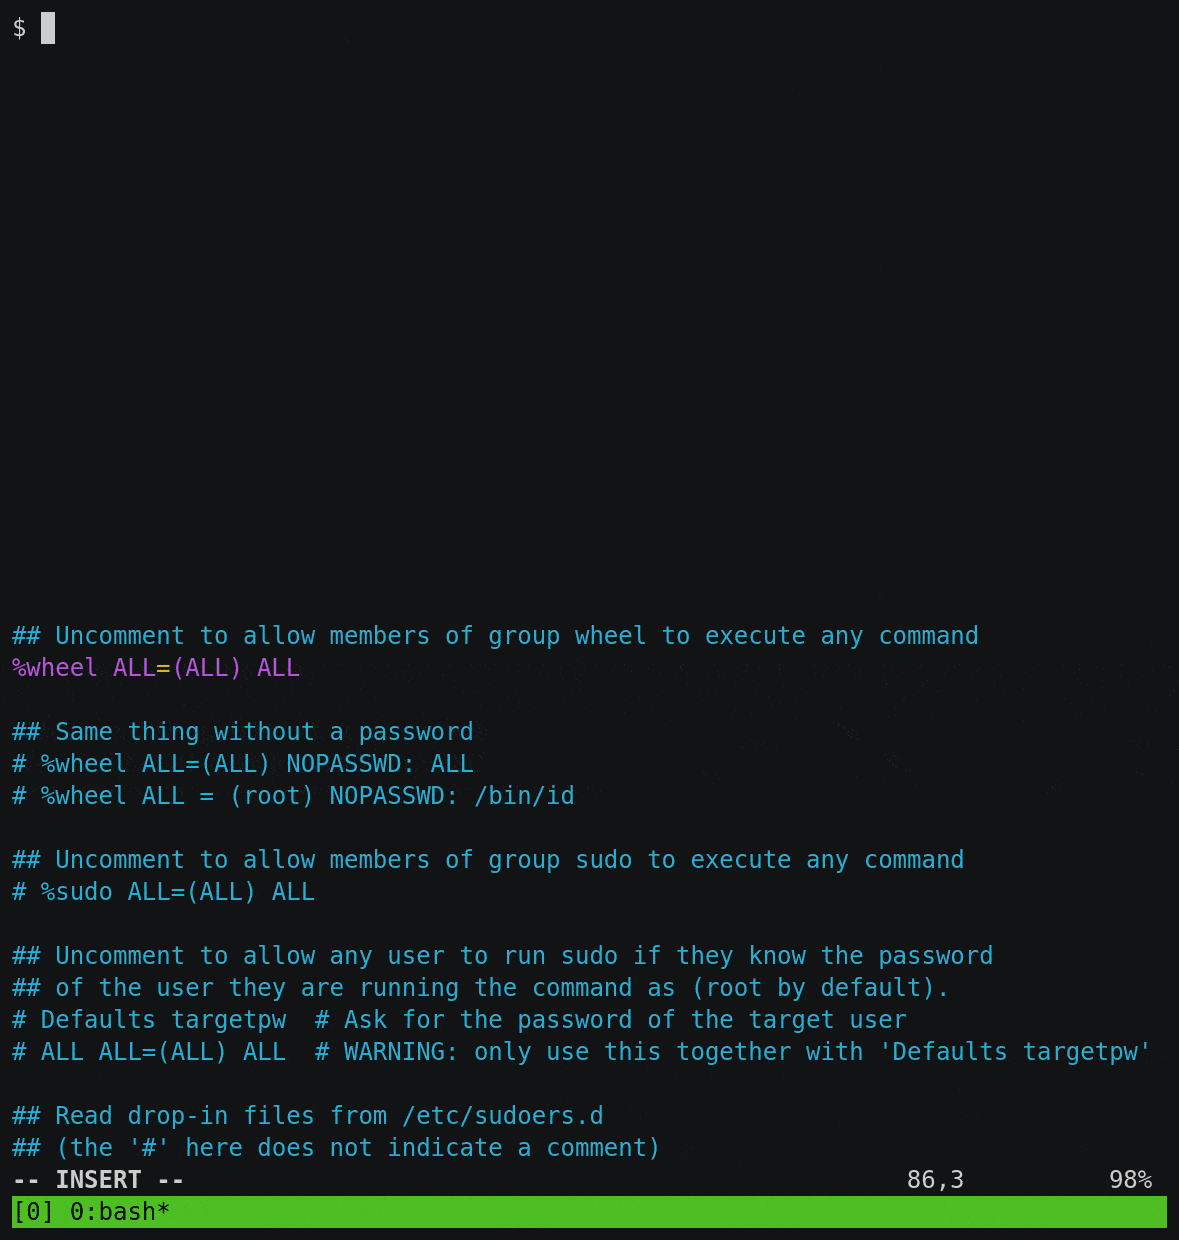 $
## Uncomment to allow members of group wheel to execute any command
%wheel ALL=(ALL) ALL
## Same thing without a password
# %wheel ALL=(ALL) NOPASSWD: ALL
# %wheel ALL = (root) NOPASSWD: /bin/id
## Uncomment to allow members of group sudo to execute any command
# %sudo ALL=(ALL) ALL
## Uncomment to allow any user to run sudo if they know the password
## of the user they are running the command as (root by default).
# Defaults targetpw  # Ask for the password of the target user
# ALL ALL=(ALL) ALL  # WARNING: only use this together with 'Defaults targetpw'
## Read drop-in files from /etc/sudoers.d
## (the '#' here does not indicate a comment)
-- INSERT -- 86,3 98%
[0] 0:bash*